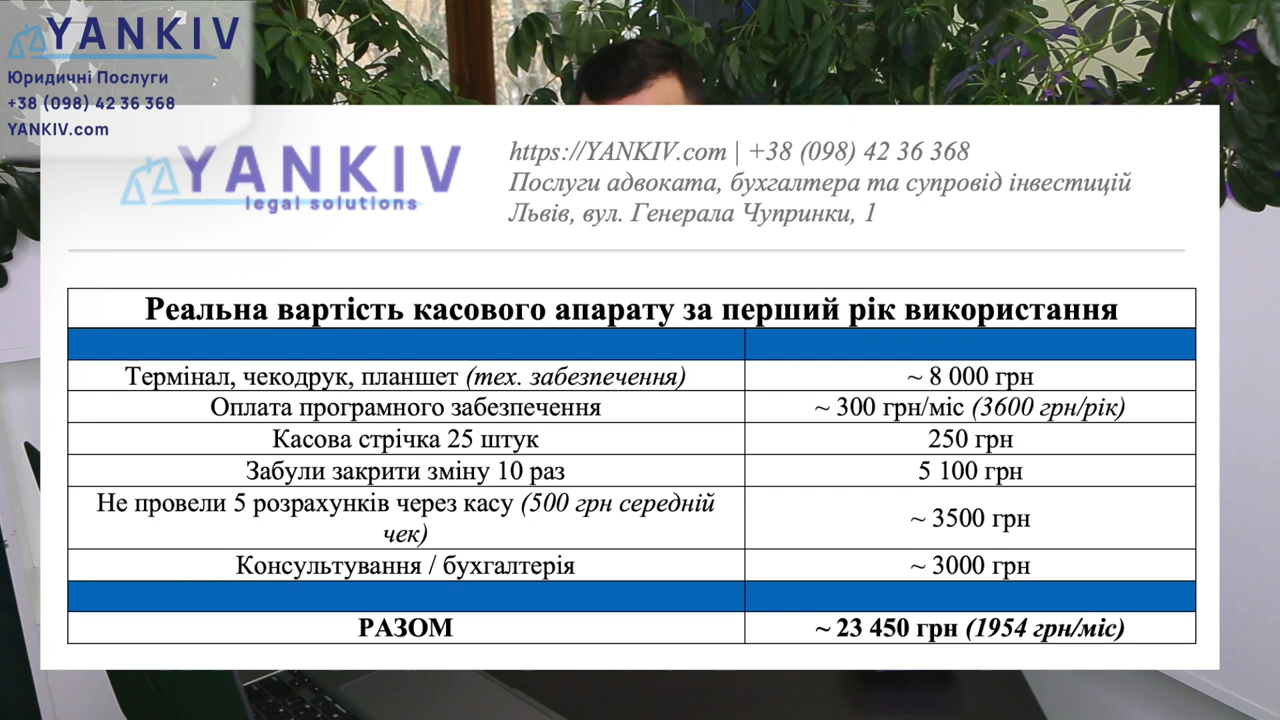 YANKIV
Юридичні Послуги
+38 (098) 42 36 368
YANKIV.com
YANKIV
legal solutions
https://YANKIV.com | +38 (098) 42 36 368
Послуги адвоката, бухгалтера та супровід інвестицій
Львів, вул. Генерала Чупринки, 1
Реальна вартість касового апарату за перший рік використання
Термінал, чекодрук, планшет (тех. забезпечення) ~ 8 000 грн
Оплата програмного забезпечення ~ 300 грн/міс (3600 грн/рік)
Касова стрічка 25 штук 250 грн
Забули закрити зміну 10 раз 5 100 грн
Не провели 5 розрахунків через касу (500 грн середній
чек) ~ 3500 грн
Консультування / бухгалтерія ~ 3000 грн
РАЗОМ ~ 23 450 грн (1954 грн/міс)